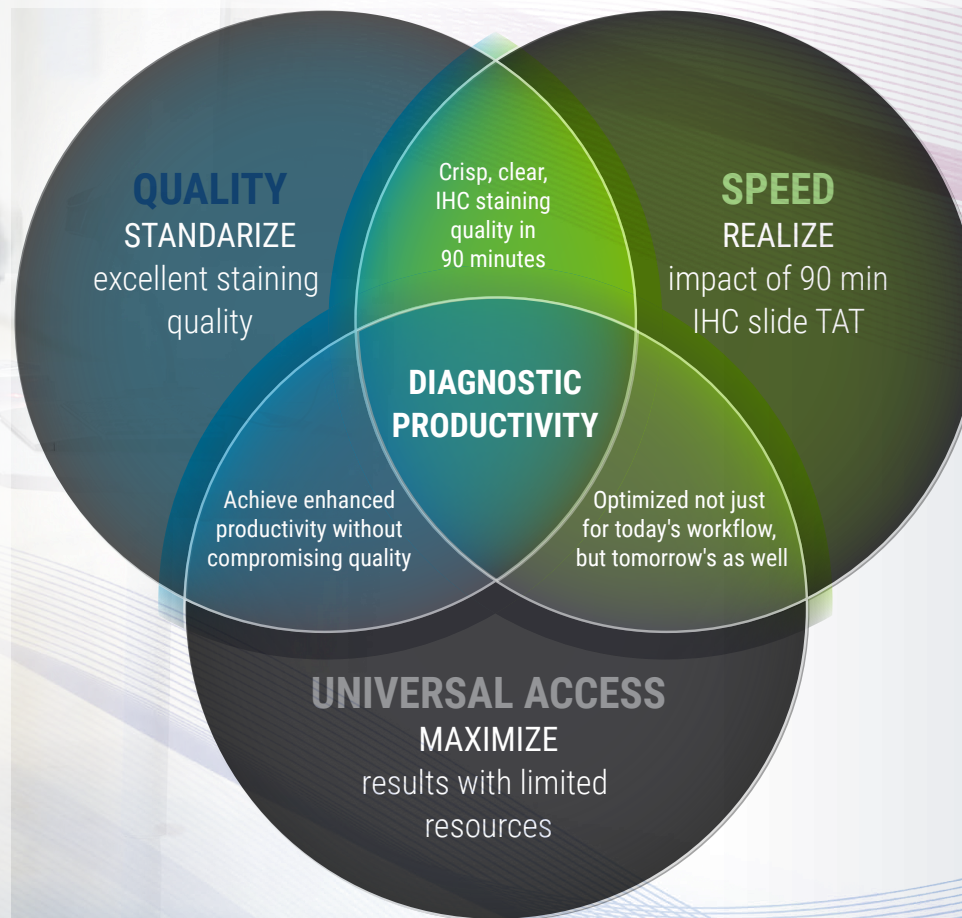 QUALITY
STANDARIZE
excellent staining
quality
Crisp, clear,
IHC staining
quality in
90 minutes
SPEED
REALIZE
impact of 90 min
IHC slide TAT
DIAGNOSTIC
PRODUCTIVITY
Achieve enhanced
productivity without
compromising quality
Optimized not just
for today's workflow,
but tomorrow's as well
UNIVERSAL ACCESS
MAXIMIZE
results with limited
resources